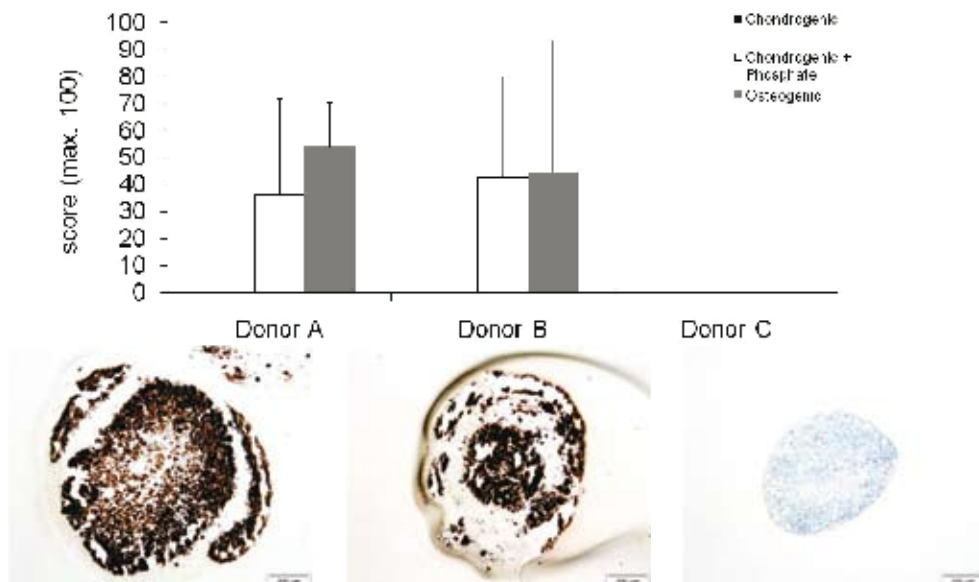 100
90
80
70
60
50
40
30
20
10
0
score (max. 100)
Chondrogenic
Chondrogenic +
Phosphate
Osteogenic
Donor A
Donor B
Donor C